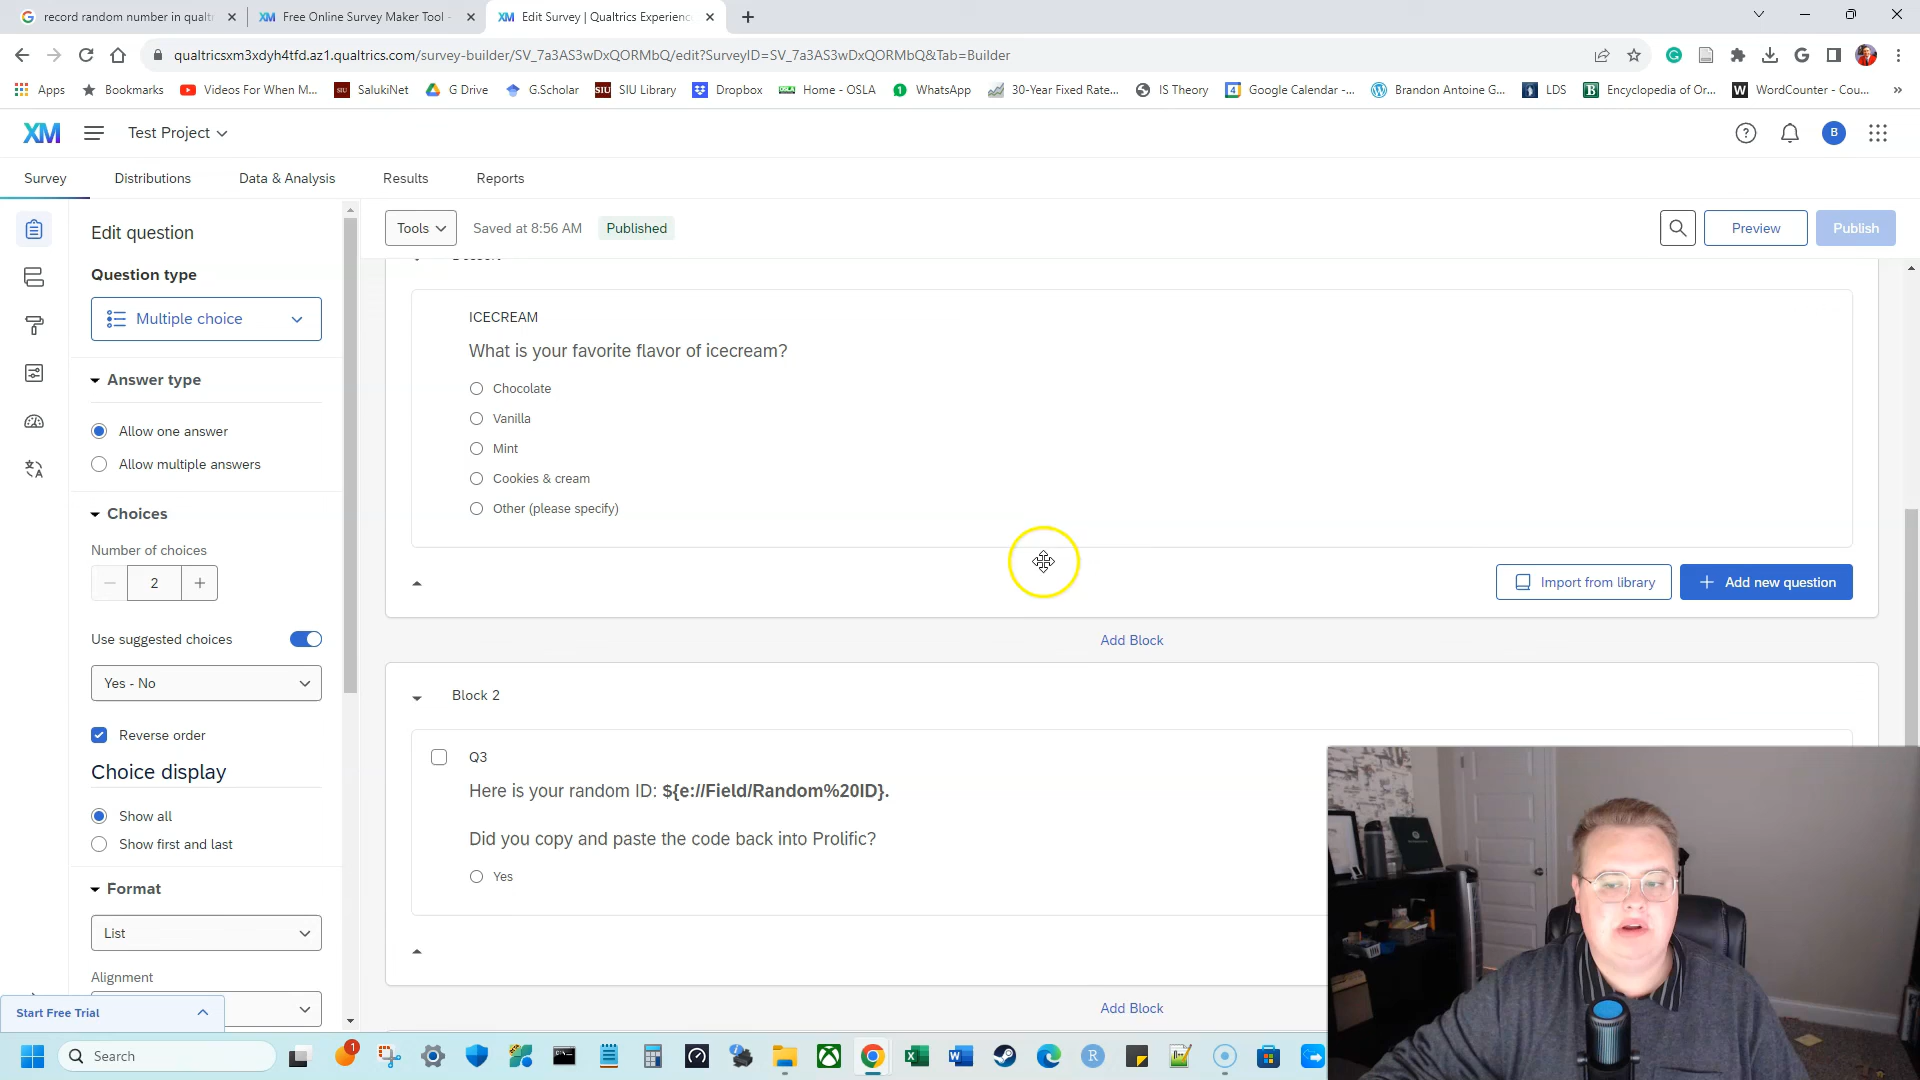 record random number in qualt
Free Online Survey Maker Tool -
XM Edit Survey | Qualtrics Experienc
qualtricsxm3xdyh4tfd.az1.qualtrics.com/survey-builder/SV_7a3AS3wDxQORMbQ/edit?SurveyID=SV_7a3AS3wDxQORMbQ&Tab=Builder
Apps Bookmarks Videos For When M... SIU SalukiNet G Drive G.Scholar SIU SIU Library Dropbox Home - OSLA WhatsApp 30-Year Fixed Rate... IS Theory Google Calendar -... Brandon Antoine G... LDS Encyclopedia of Or... W WordCounter - Cou... »
XM Test Project B
Survey Distributions Data & Analysis Results Reports
Edit question
Tools Saved at 8:56 AM Published Preview Publish
Question type
Multiple choice
Answer type
Allow one answer
Allow multiple answers
Choices
Number of choices
2
Use suggested choices
Yes - No
Reverse order
Choice display
Show all
Show first and last
Format
List
Alignment
ICECREAM
What is your favorite flavor of icecream?
Chocolate
Vanilla
Mint
Cookies & cream
Other (please specify)
Import from library + Add new question
Add Block
Block 2
Q3
Here is your random ID: ${e://Field/Random%20ID}.
Did you copy and paste the code back into Prolific?
Yes
Add Block
Start Free Trial
Search 1